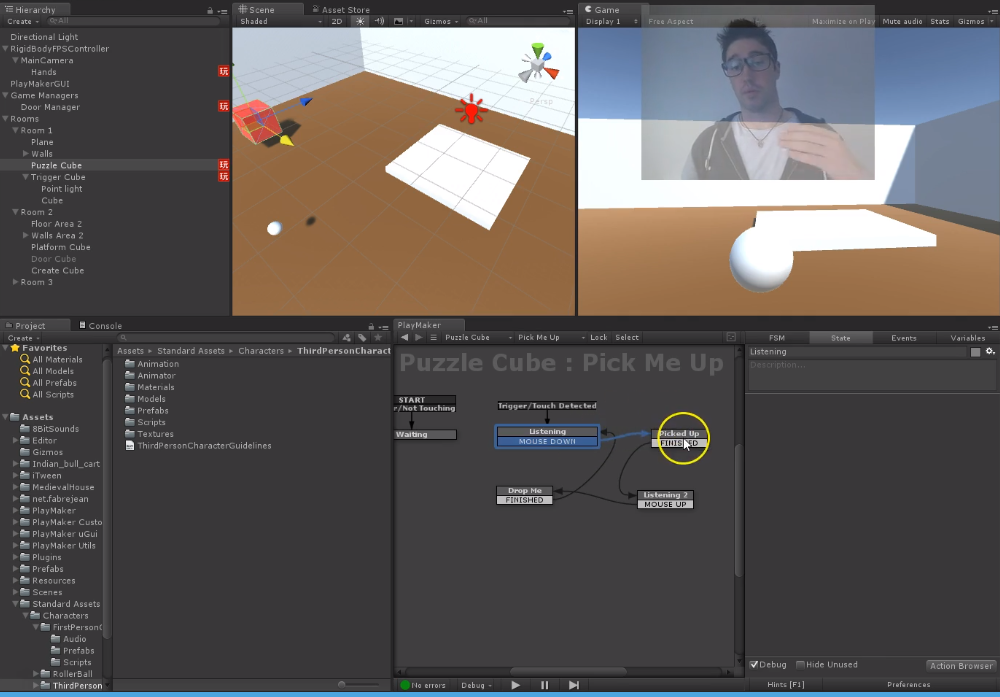 Hierarchy
Create
All
Directional Light
RigidBodyFPSController
MainCamera
Hands
PlayMakerGUI
Game Managers
Door Manager
Rooms
Room 1
Plane
Walls
Puzzle Cube
Trigger Cube
Point light
Cube
Room 2
Floor Area 2
Walls Area 2
Platform Cube
Door Cube
Create Cube
Room 3
Scene
Asset Store
Shaded
2D
Gizmos
All
Persp
Game
Display 1
Free Aspect
Maximize on Play
Mute audio
Stats
Gizmos
Project
Console
Create
Favorites
All Materials
All Models
All Prefabs
All Scripts
Assets
8BitSounds
Editor
Gizmos
Indian_bull_cart
iTween
MedievalHouse
net.fabrejean
PlayMaker
PlayMaker Custo
PlayMaker uGui
PlayMaker Utils
Plugins
Prefabs
Resources
Scenes
Standard Assets
Characters
FirstPersonC
Audio
Prefabs
Scripts
RollerBall
ThirdPerson
Assets ▸ Standard Assets ▸ Characters ▸ ThirdPersonCharact
Animation
Animator
Materials
Models
Prefabs
Scripts
Textures
ThirdPersonCharacterGuidelines
PlayMaker
Puzzle Cube
Pick Me Up
Lock
Select
Puzzle Cube : Pick Me Up
START
r/Not Touching
Waiting
Trigger/Touch Detected
Listening
MOUSE DOWN
Picked Up
FINISHED
Drop Me
FINISHED
Listening 2
MOUSE UP
No errors
Debug
FSM
State
Events
Variables
Listening
Description...
Debug
Hide Unused
Action Browser
Hints [F1]
Preferences